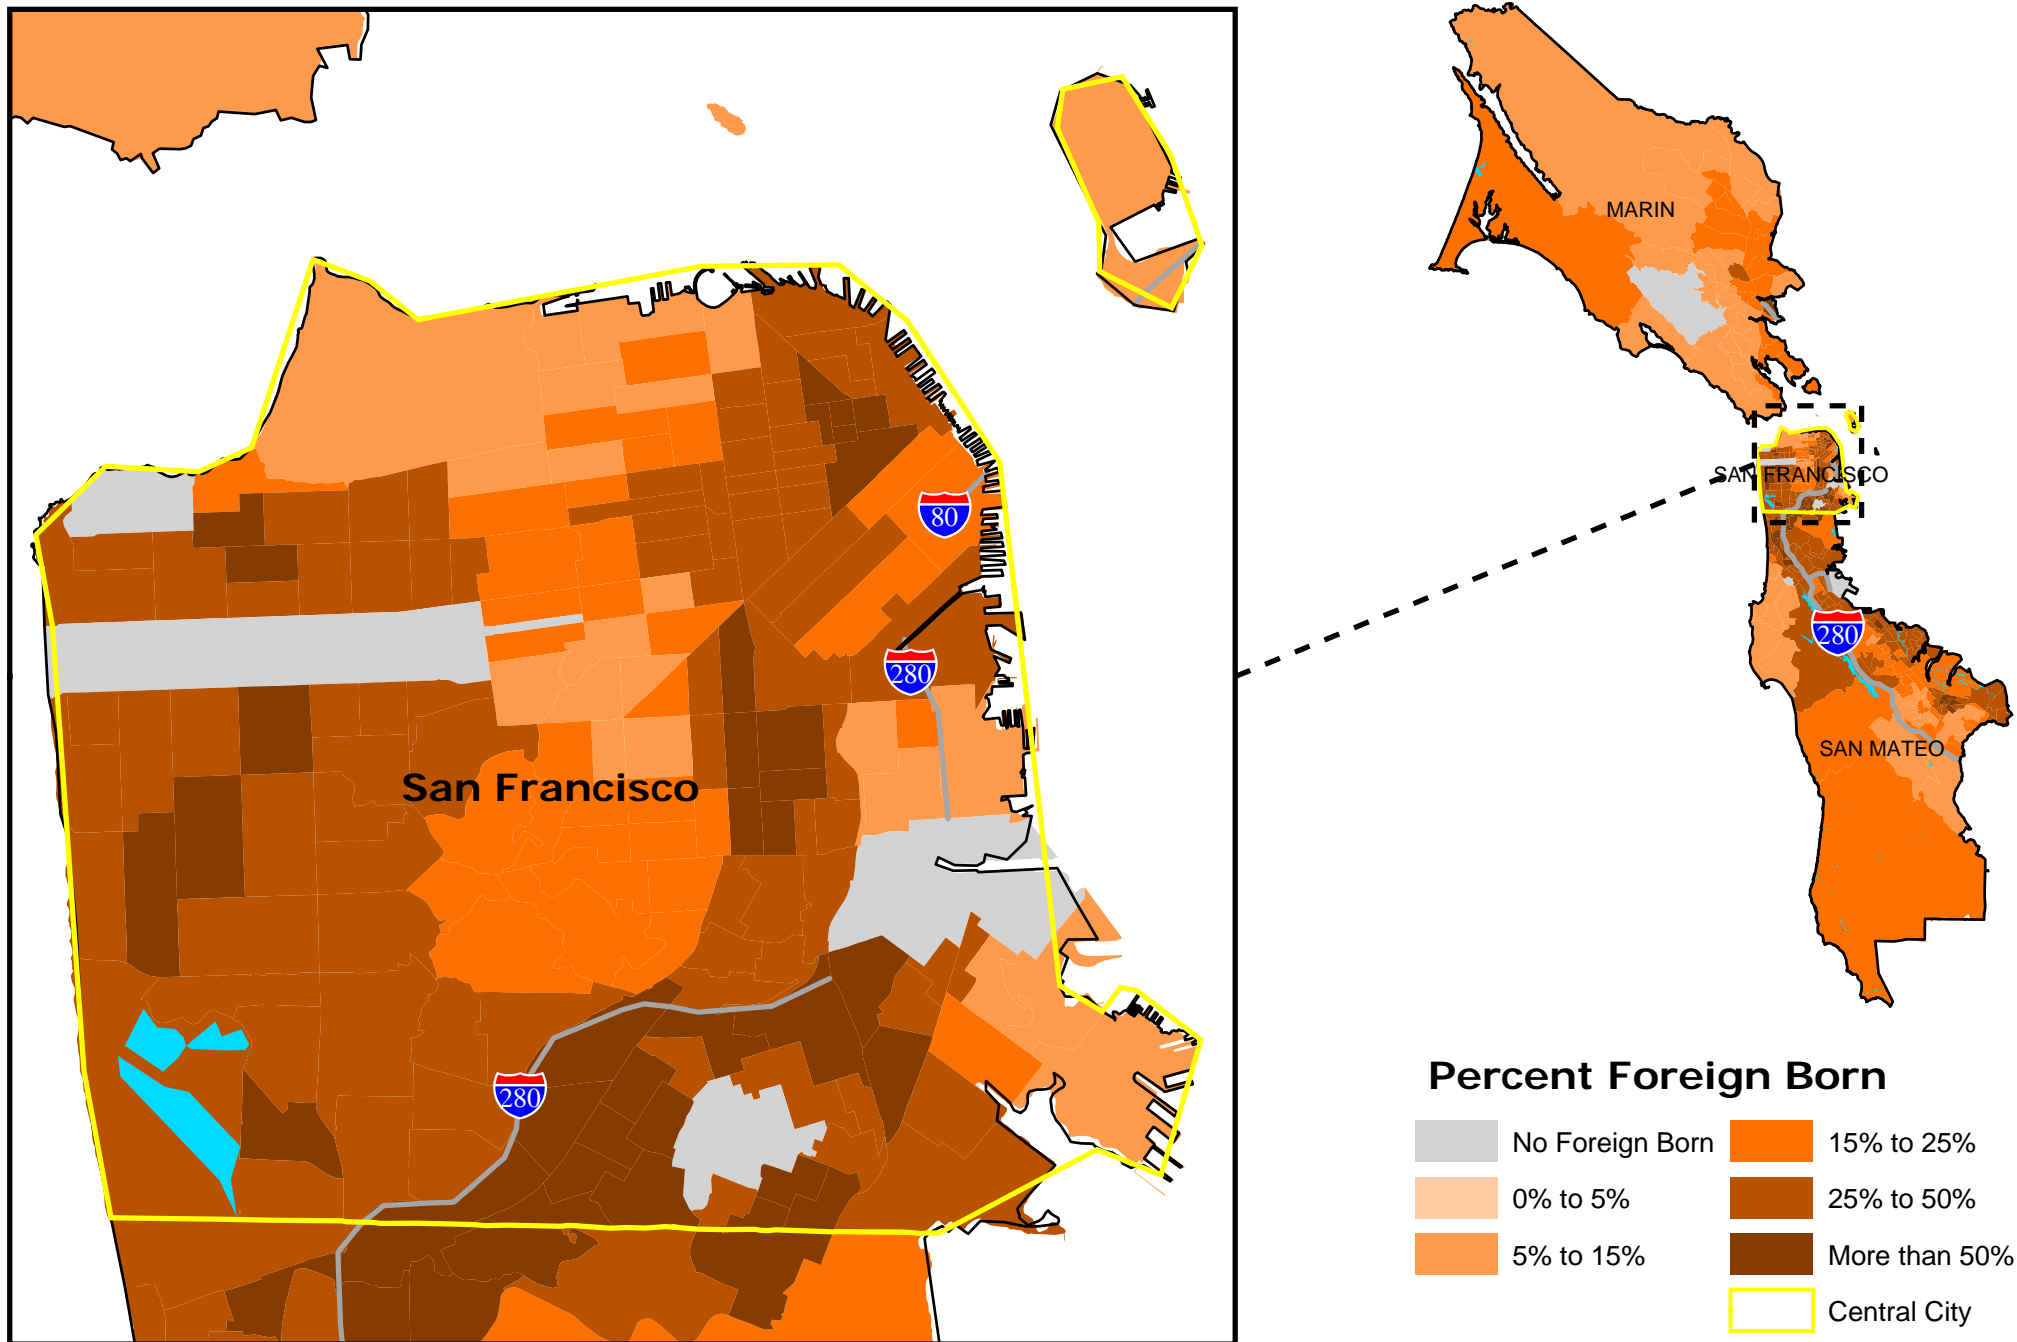 80
280
San Francisco
280
MARIN
SAN FRANCISCO
280
SAN MATEO
Percent Foreign Born
No Foreign Born
0% to 5%
5% to 15%
15% to 25%
25% to 50%
More than 50%
Central City